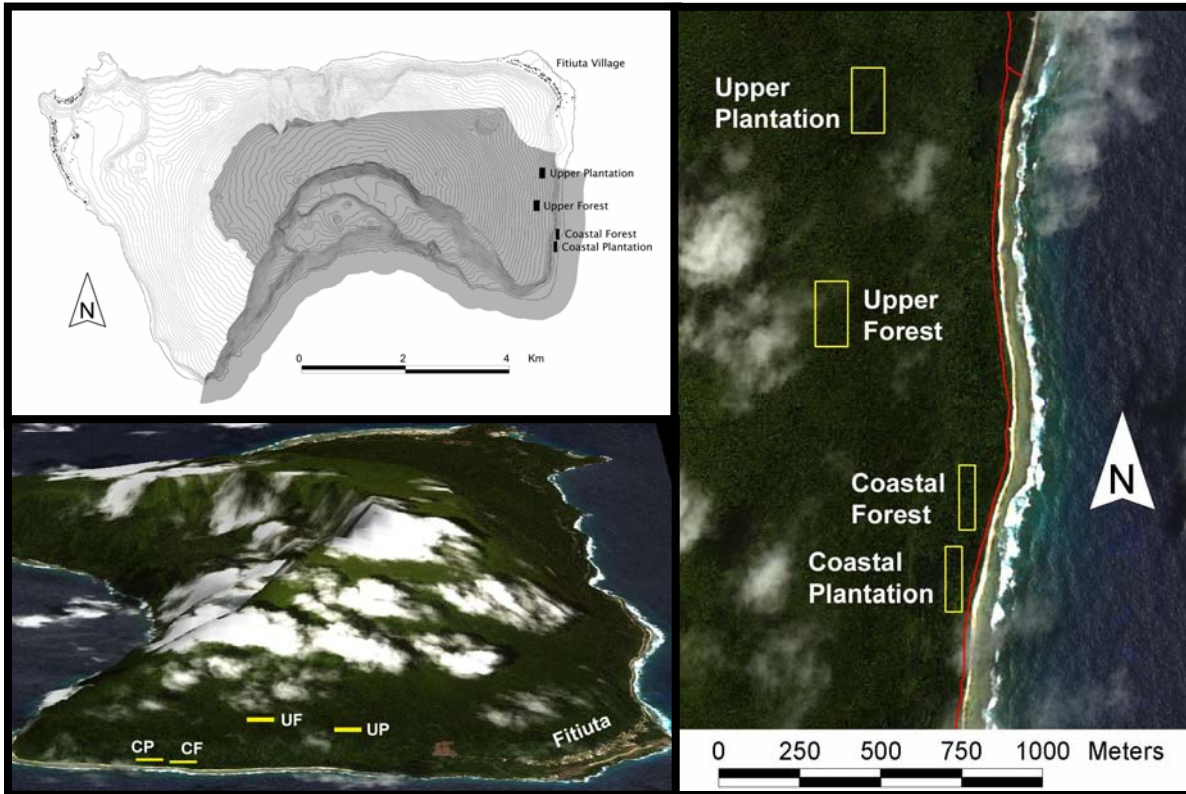 Fitiuta Village
Upper Plantation
Upper Forest
Coastal Forest
Coastal Plantation
N
0 2 4 Km
UF
UP
CP
CF
Fitiuta
Upper
Plantation
Upper
Forest
Coastal
Forest
Coastal
Plantation
N
0 250 500 750 1000 Meters